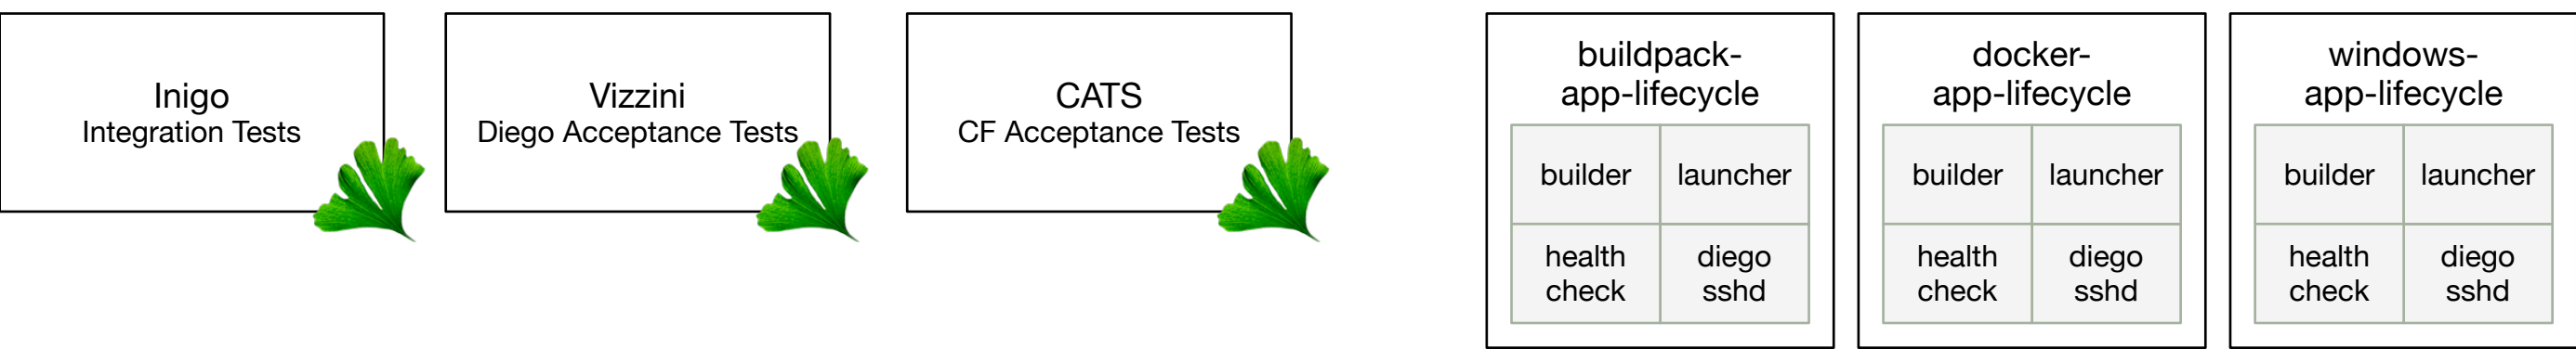 Inigo
Integration Tests
Vizzini
Diego Acceptance Tests
CATS
CF Acceptance Tests
buildpack-
app-lifecycle
builder
launcher
health
check
diego
sshd
docker-
app-lifecycle
builder
launcher
health
check
diego
sshd
windows-
app-lifecycle
builder
launcher
health
check
diego
sshd